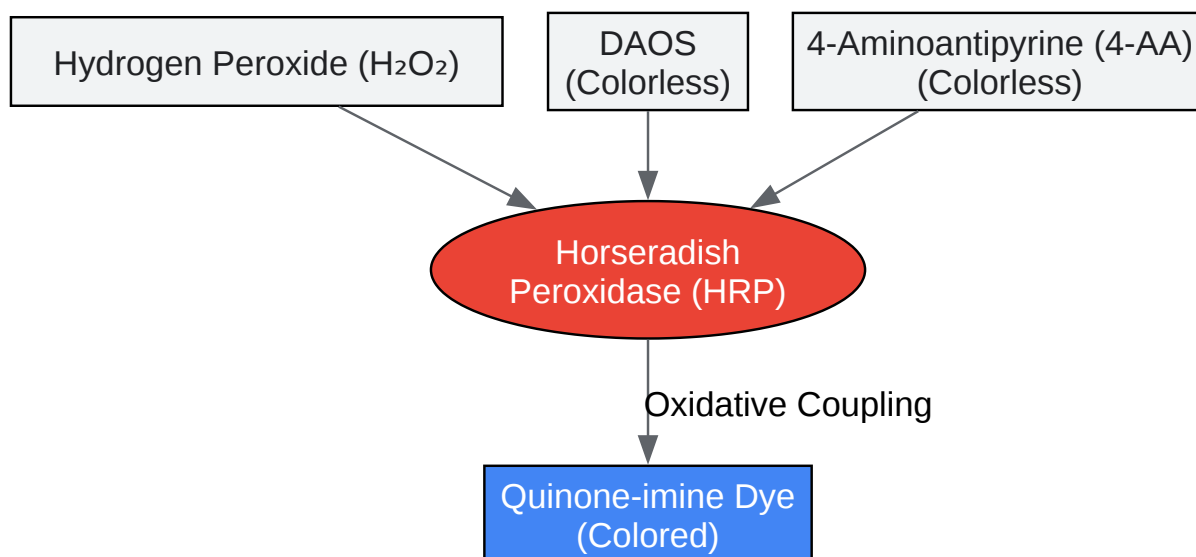 Hydrogen Peroxide (H₂O₂)
DAOS
(Colorless)
4-Aminoantipyrine (4-AA)
(Colorless)
Horseradish
Peroxidase (HRP)
Oxidative Coupling
Quinone-imine Dye
(Colored)